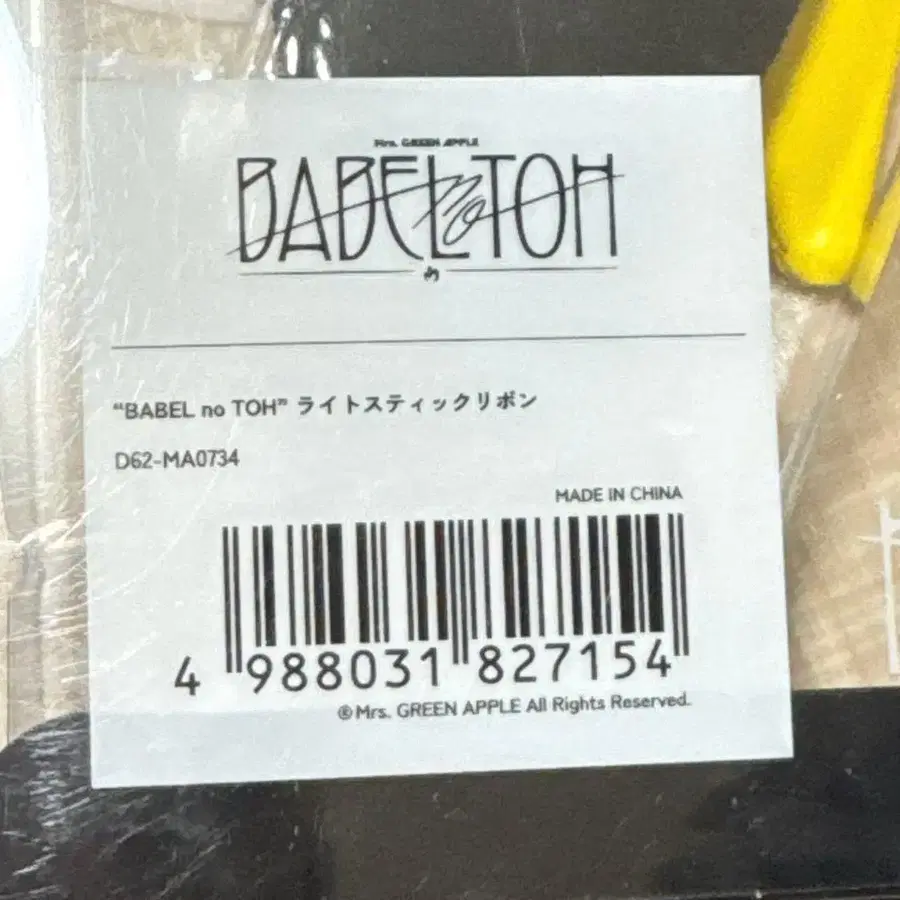 Mrs. GREEN APPLE
BABEL no TOH
“BABEL no TOH” ライトスティックリボン
D62-MA0734
MADE IN CHINA
4 988031 827154
®Mrs. GREEN APPLE All Rights Reserved.